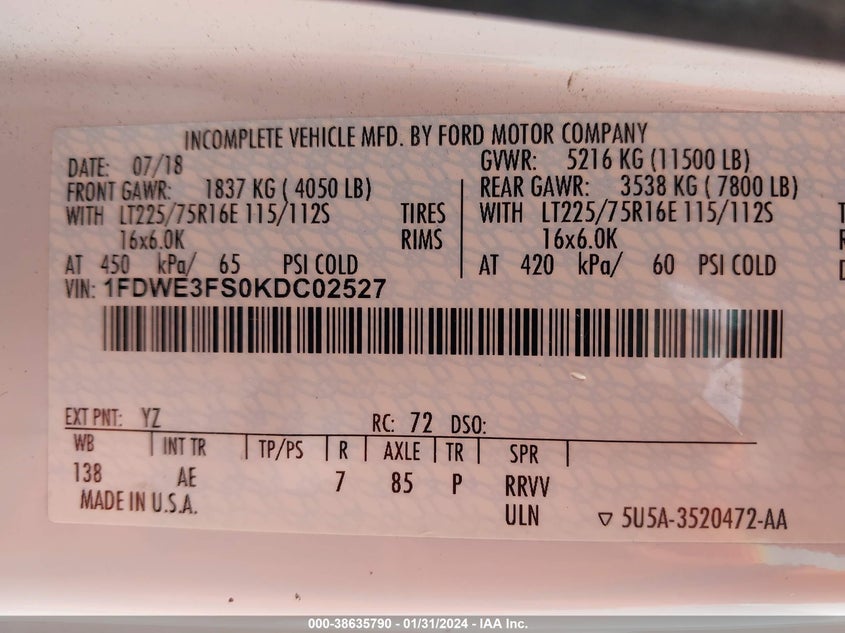 INCOMPLETE VEHICLE MFD. BY FORD MOTOR COMPANY
DATE: 07/18 GVWR: 5216 KG (11500 LB)
FRONT GAWR: 1837 KG ( 4050 LB) REAR GAWR: 3538 KG ( 7800 LB)
WITH LT225/75R16E 115/112S TIRES WITH LT225/75R16E 115/112S
16x6.0K RIMS 16x6.0K
AT 450 kPa/ 65 PSI COLD AT 420 kPa/ 60 PSI COLD
VIN: 1FDWE3FS0KDC02527
EXT PNT: YZ RC: 72 DSO:
WB INT TR TP/PS R AXLE TR SPR
138 AE 7 85 P RRVV
MADE IN U.S.A. ULN 5U5A-3520472-AA
000-38635790 - 01/31/2024 - IAA Inc.